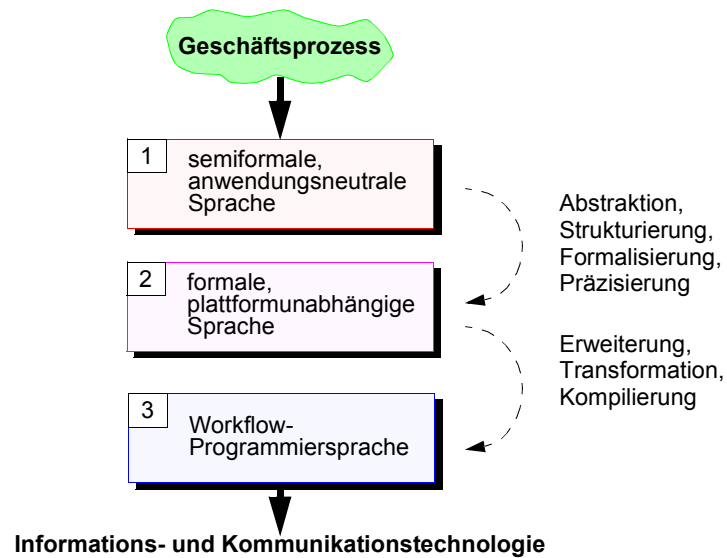 Geschäftsprozess
1
semiformale,
anwendungsneutrale
Sprache
Abstraktion,
Strukturierung,
Formalisierung,
Präzisierung
2
formale,
plattformunabhängige
Sprache
Erweiterung,
Transformation,
Kompilierung
3
Workflow-
Programmiersprache
Informations- und Kommunikationstechnologie